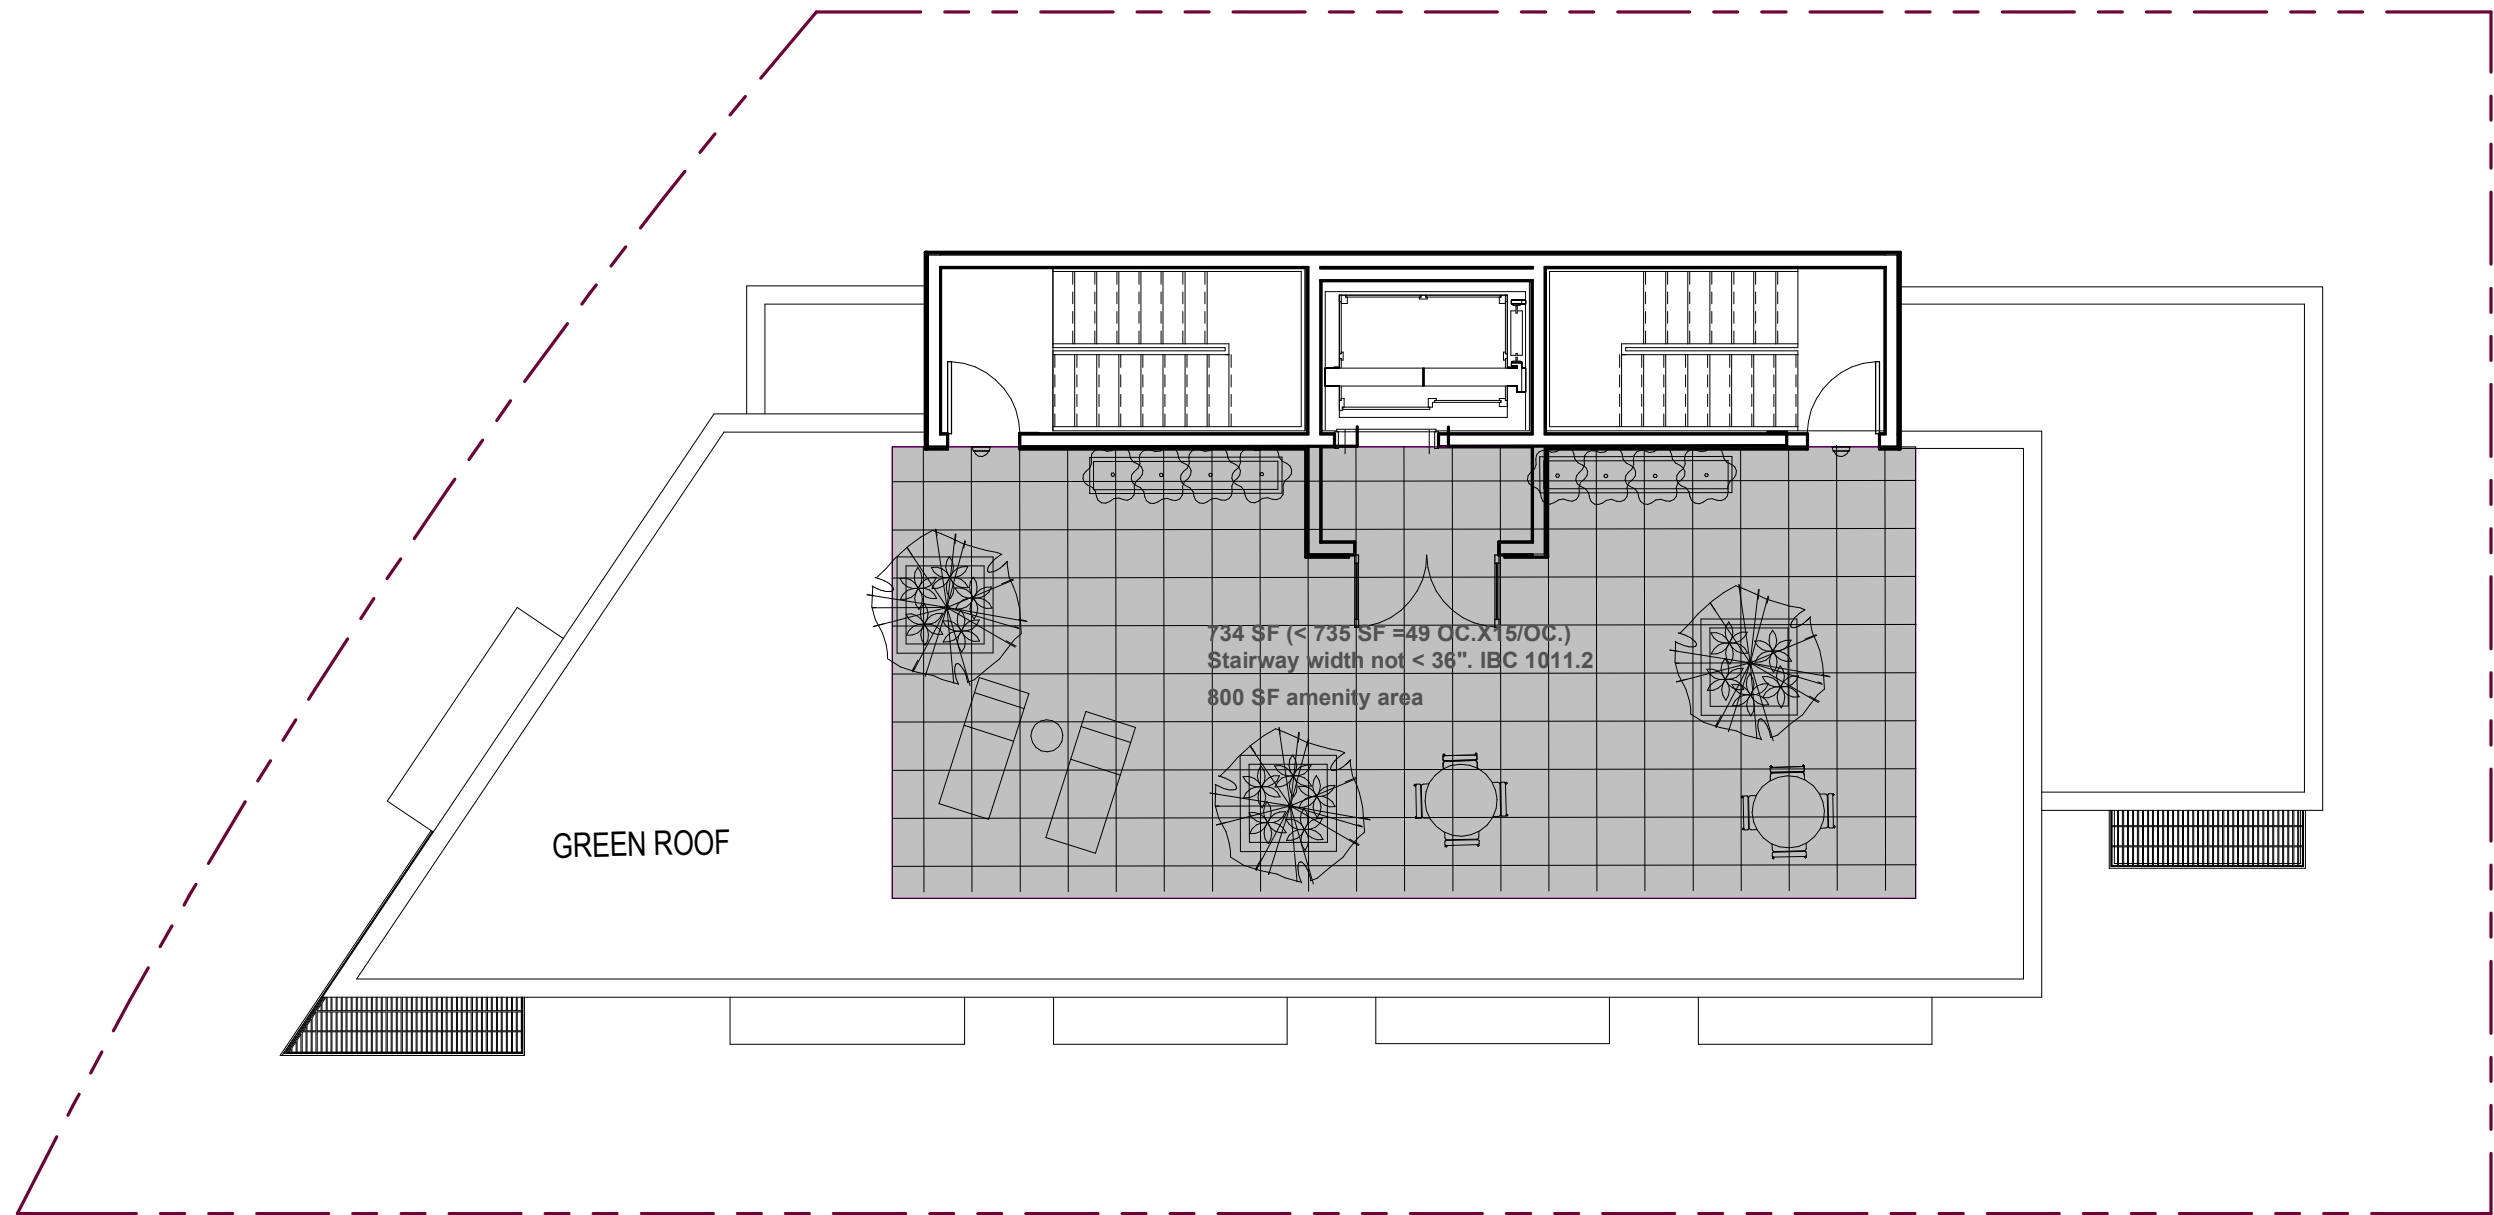 734 SF (< 735 SF =49 OC.X15/OC.)
Stairway width not < 36". IBC 1011.2
800 SF amenity area
GREEN ROOF